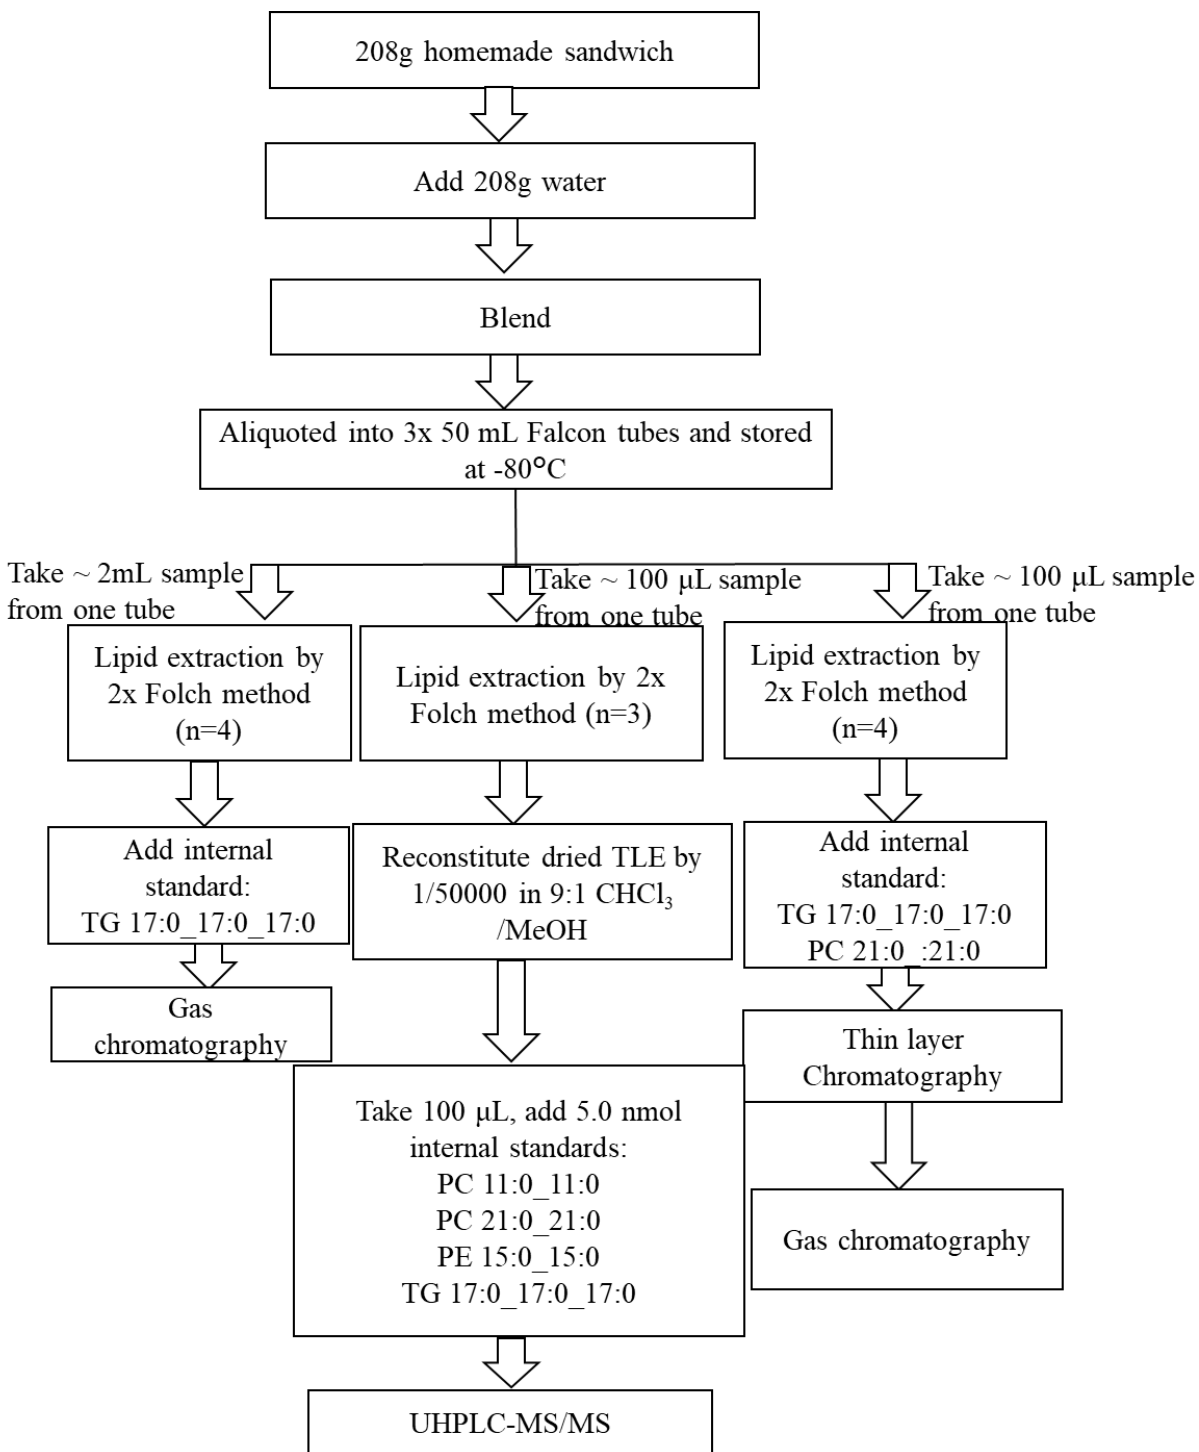 208g homemade sandwich
Add 208g water
Blend
Aliquoted into 3x 50 mL Falcon tubes and stored
at -80°C
Take ~ 2mL sample
from one tube
Take ~ 100 μL sample
from one tube
Take ~ 100 μL sample
from one tube
Lipid extraction by
2x Folch method
(n=4)
Lipid extraction by 2x
Folch method (n=3)
Lipid extraction by
2x Folch method
(n=4)
Add internal
standard:
TG 17:0_17:0_17:0
Reconstitute dried TLE by
1/50000 in 9:1 CHCl₃
/MeOH
Add internal
standard:
TG 17:0_17:0_17:0
PC 21:0_:21:0
Gas
chromatography
Thin layer
Chromatography
Take 100 μL, add 5.0 nmol
internal standards:
PC 11:0_11:0
PC 21:0_21:0
PE 15:0_15:0
TG 17:0_17:0_17:0
Gas chromatography
UHPLC-MS/MS